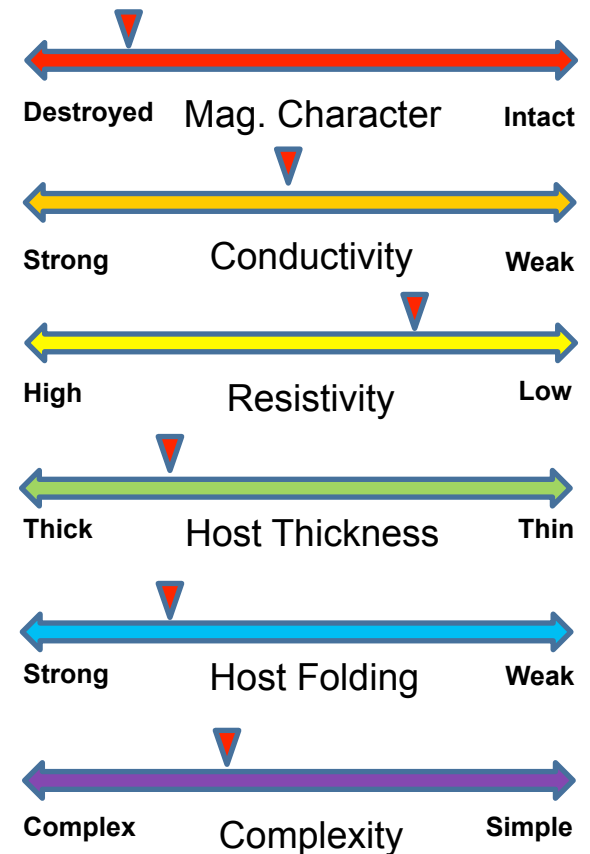 Destroyed Mag. Character Intact
Strong Conductivity Weak
High Resistivity Low
Thick Host Thickness Thin
Strong Host Folding Weak
Complex Complexity Simple